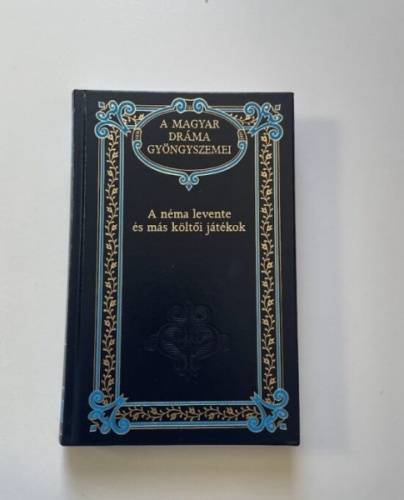 A MAGYAR
DRÁMA
GYÖNGYSZEMEI
A néma levente
és más költői játékok